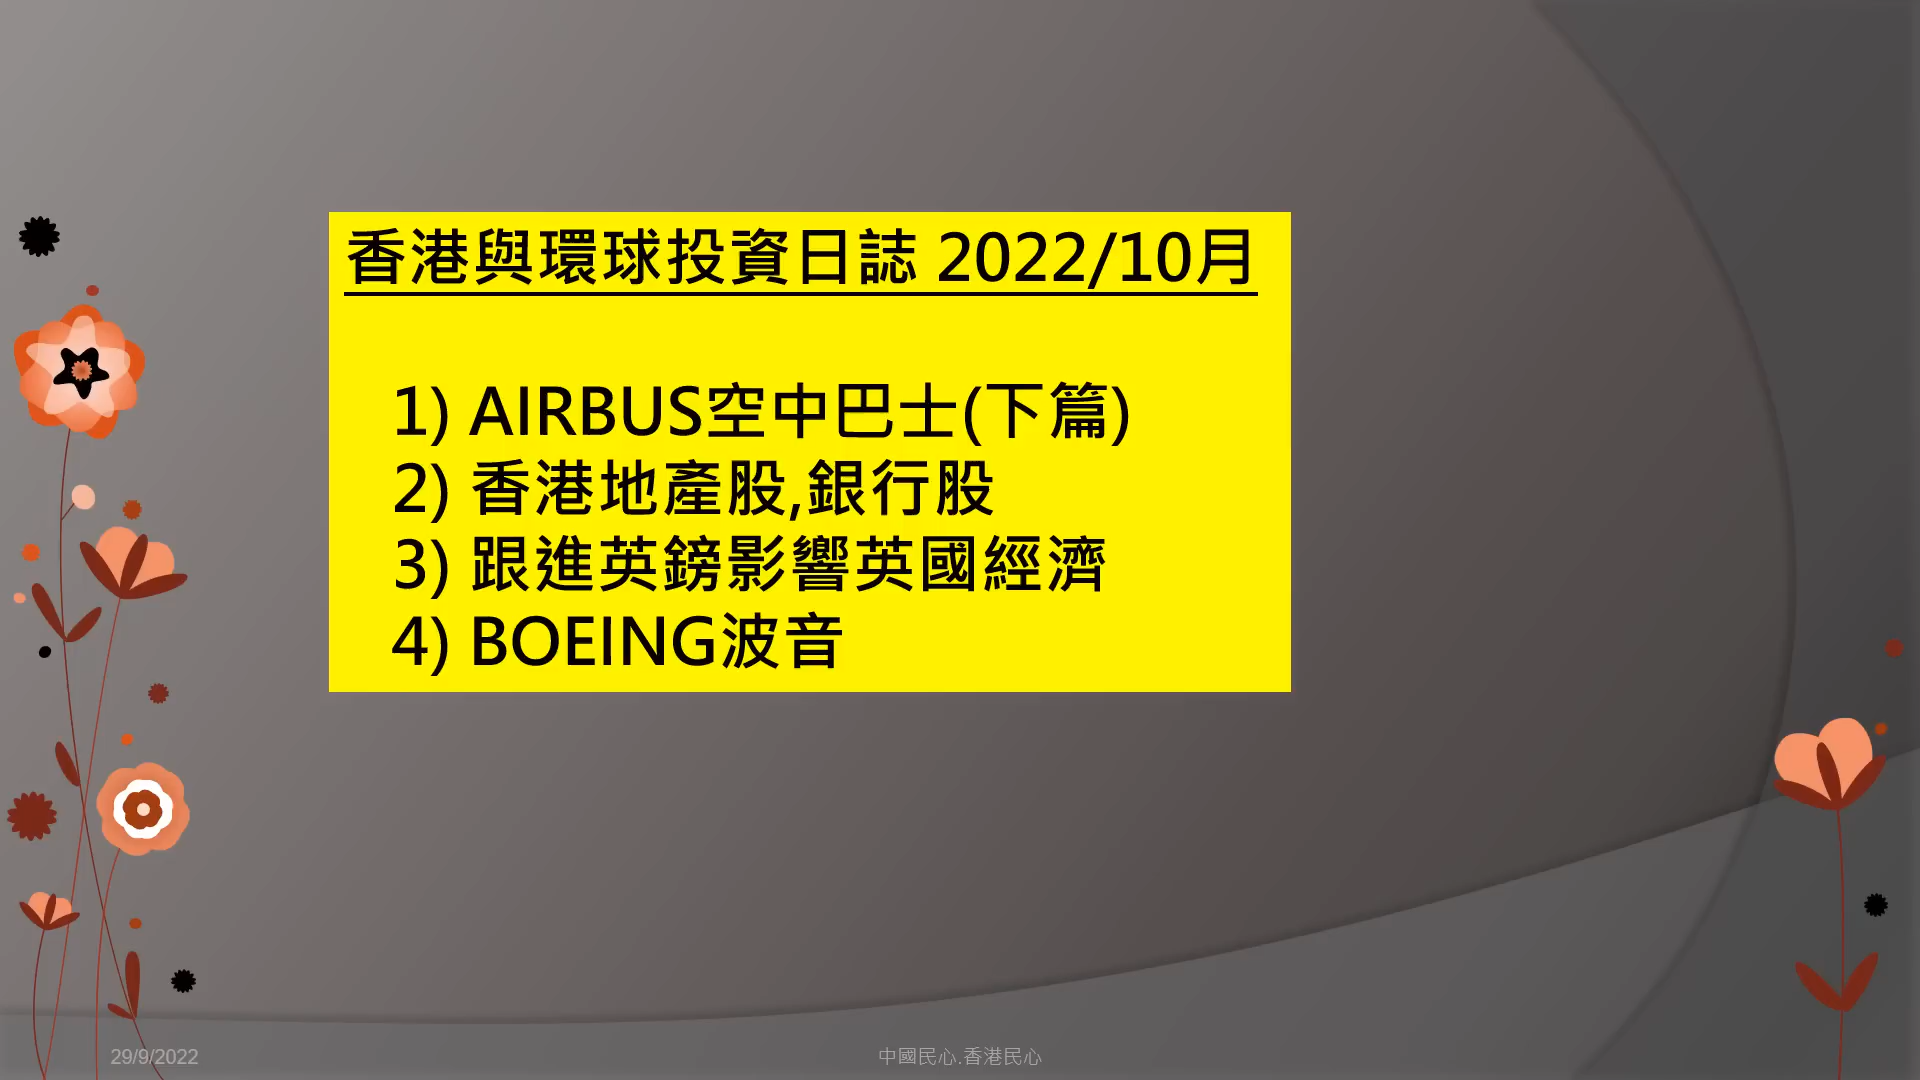 香港與環球投資日誌 2022/10月
1) AIRBUS空中巴士(下篇)
2) 香港地產股,銀行股
3) 跟進英鎊影響英國經濟
4) BOEING波音
29/9/2022
中國民心.香港民心